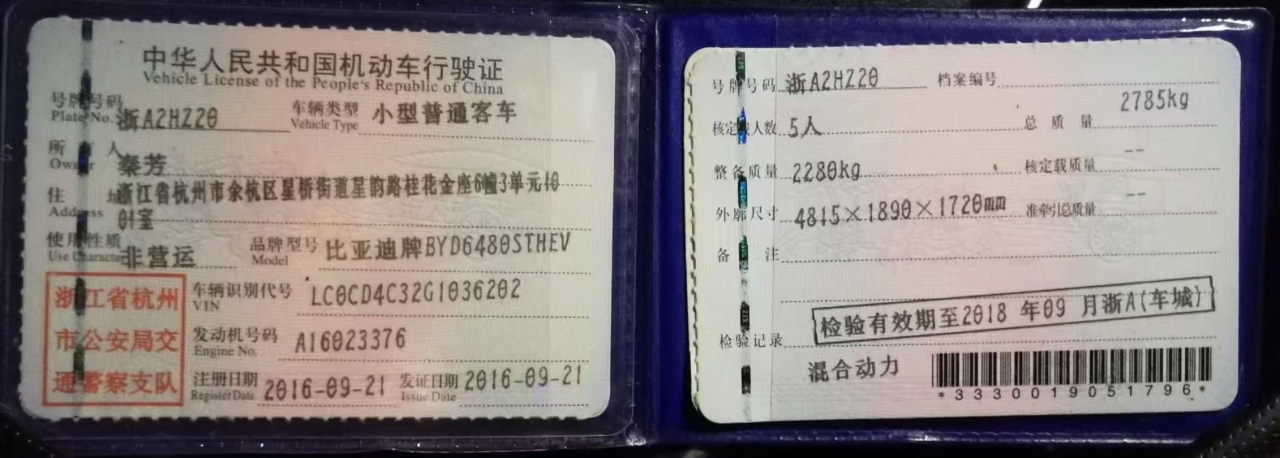 中华人民共和国机动车行驶证
Vehicle License of the People's Republic of China
号牌号码 浙A2HZ20 车辆类型 小型普通客车
Plate No. Vehicle Type
所有人 秦芳
Owner
住址 浙江省杭州市余杭区星桥街道星韵路桂花金座6幢3单元10
Address 01室
使用性质 非营运 品牌型号 比亚迪牌BYD6480STHEV
Use Character Model
浙江省杭州
市公安局交
通警察支队
车辆识别代号 LC0CD4C32G1036202
VIN
发动机号码 A16023376
Engine No.
注册日期 2016-09-21 发证日期 2016-09-21
Register Date Issue Date
号牌号码 浙A2HZ20 档案编号
核定载人数 5人 总质量 2785kg
整备质量 2280kg 核定载质量 --
外廓尺寸 4815×1890×1720mm 准牵引总质量 --
备注
检验记录 检验有效期至2018 年09 月浙A(车城)
混合动力
*3330019051796*